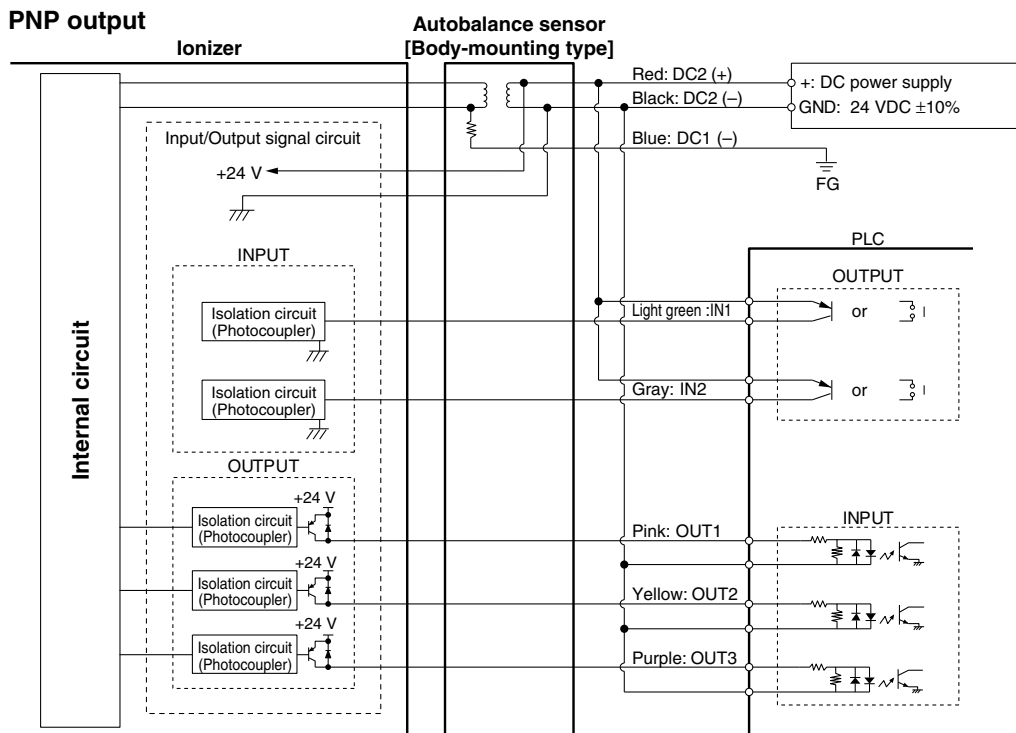 PNP output
Ionizer
Autobalance sensor
[Body-mounting type]
Red: DC2 (+)
+: DC power supply
Black: DC2 (–)
GND: 24 VDC ±10%
Blue: DC1 (–)
FG
Input/Output signal circuit
+24 V
INPUT
Isolation circuit
(Photocoupler)
Isolation circuit
(Photocoupler)
Internal circuit
OUTPUT
+24 V
Isolation circuit
(Photocoupler)
+24 V
Isolation circuit
(Photocoupler)
+24 V
Isolation circuit
(Photocoupler)
PLC
OUTPUT
Light green :IN1
or
Gray: IN2
or
INPUT
Pink: OUT1
Yellow: OUT2
Purple: OUT3